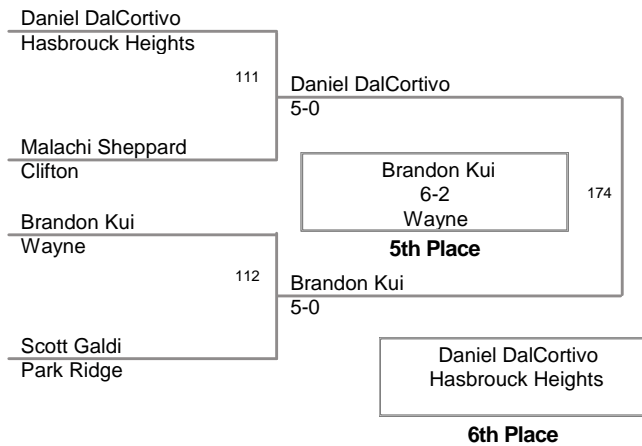 Daniel DalCortivo
Hasbrouck Heights
111
Daniel DalCortivo
5-0
Malachi Sheppard
Clifton
Brandon Kui
6-2
Wayne
174
5th Place
Brandon Kui
Wayne
112
Brandon Kui
5-0
Scott Galdi
Park Ridge
Daniel DalCortivo
Hasbrouck Heights
6th Place